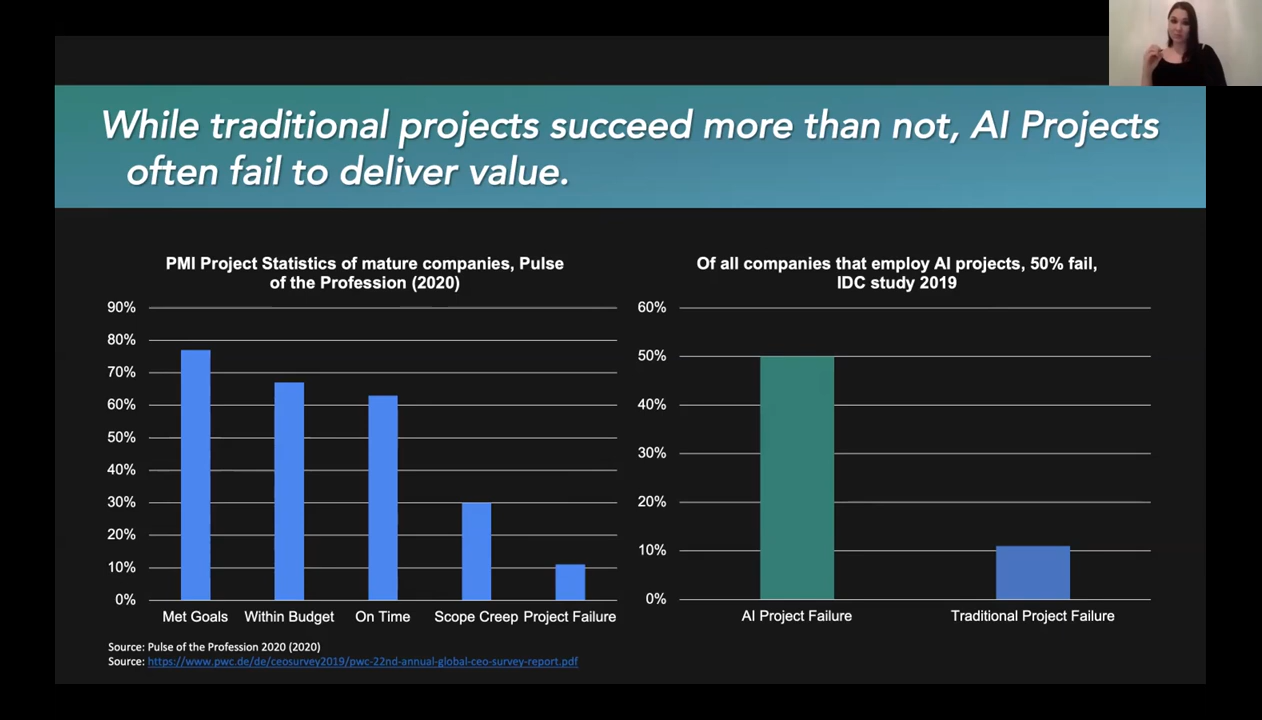 While traditional projects succeed more than not, AI Projects
often fail to deliver value.
PMI Project Statistics of mature companies, Pulse
of the Profession (2020)
90%
80%
70%
60%
50%
40%
30%
20%
10%
0%
Met Goals
Within Budget
On Time
Scope Creep
Project Failure
Of all companies that employ AI projects, 50% fail,
IDC study 2019
60%
50%
40%
30%
20%
10%
0%
AI Project Failure
Traditional Project Failure
Source: Pulse of the Profession 2020 (2020)
Source: https://www.pwc.de/de/ceosurvey2019/pwc-22nd-annual-global-ceo-survey-report.pdf